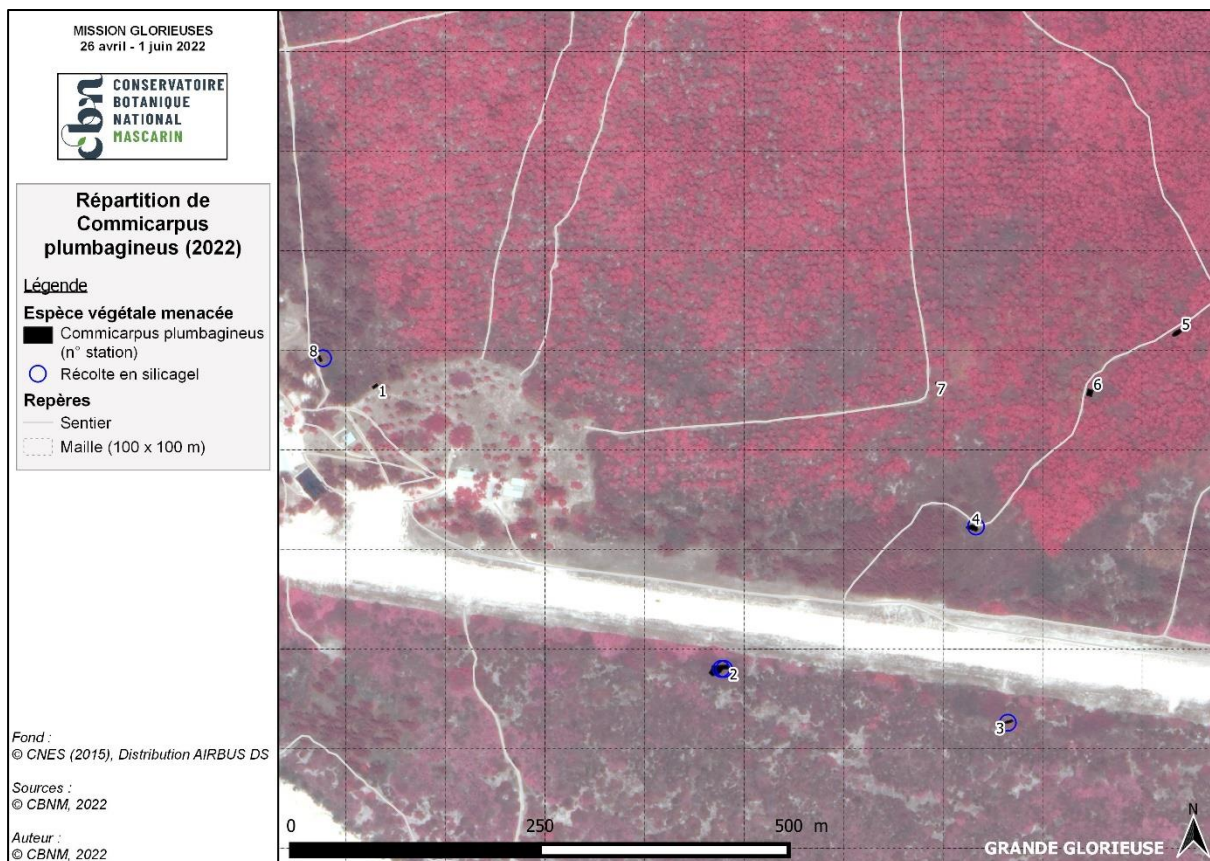 MISSION GLORIEUSES
26 avril - 1 juin 2022
cbn
CONSERVATOIRE
BOTANIQUE
NATIONAL
MASCARIN
Répartition de
Commicarpus
plumbagineus (2022)
Légende
Espèce végétale menacée
Commicarpus plumbagineus
(n° station)
Récolte en silicagel
Repères
Sentier
Maille (100 x 100 m)
Fond :
© CNES (2015), Distribution AIRBUS DS
Sources :
© CBNM, 2022
Auteur :
© CBNM, 2022
5
8
1
7
6
4
2
3
0 250 500 m
N
GRANDE GLORIEUSE